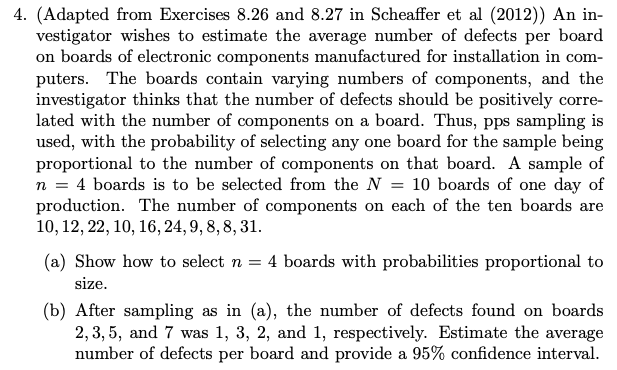 4. (Adapted from Exercises 8.26 and 8.27 in Scheaffer et al (2012)) An in-
vestigator wishes to estimate the average number of defects per board
on boards of electronic components manufactured for installation in com-
puters. The boards contain varying numbers of components, and the
investigator thinks that the number of defects should be positively corre-
lated with the number of components on a board. Thus, pps sampling is
used, with the probability of selecting any one board for the sample being
proportional to the number of components on that board. A sample of
n = 4 boards is to be selected from the N = 10 boards of one day of
production. The number of components on each of the ten boards are
10, 12, 22, 10, 16, 24, 9, 8, 8, 31.
(a) Show how to select n = 4 boards with probabilities proportional to
size.
(b) After sampling as in (a), the number of defects found on boards
2, 3, 5, and 7 was 1, 3, 2, and 1, respectively. Estimate the average
number of defects per board and provide a 95% confidence interval.